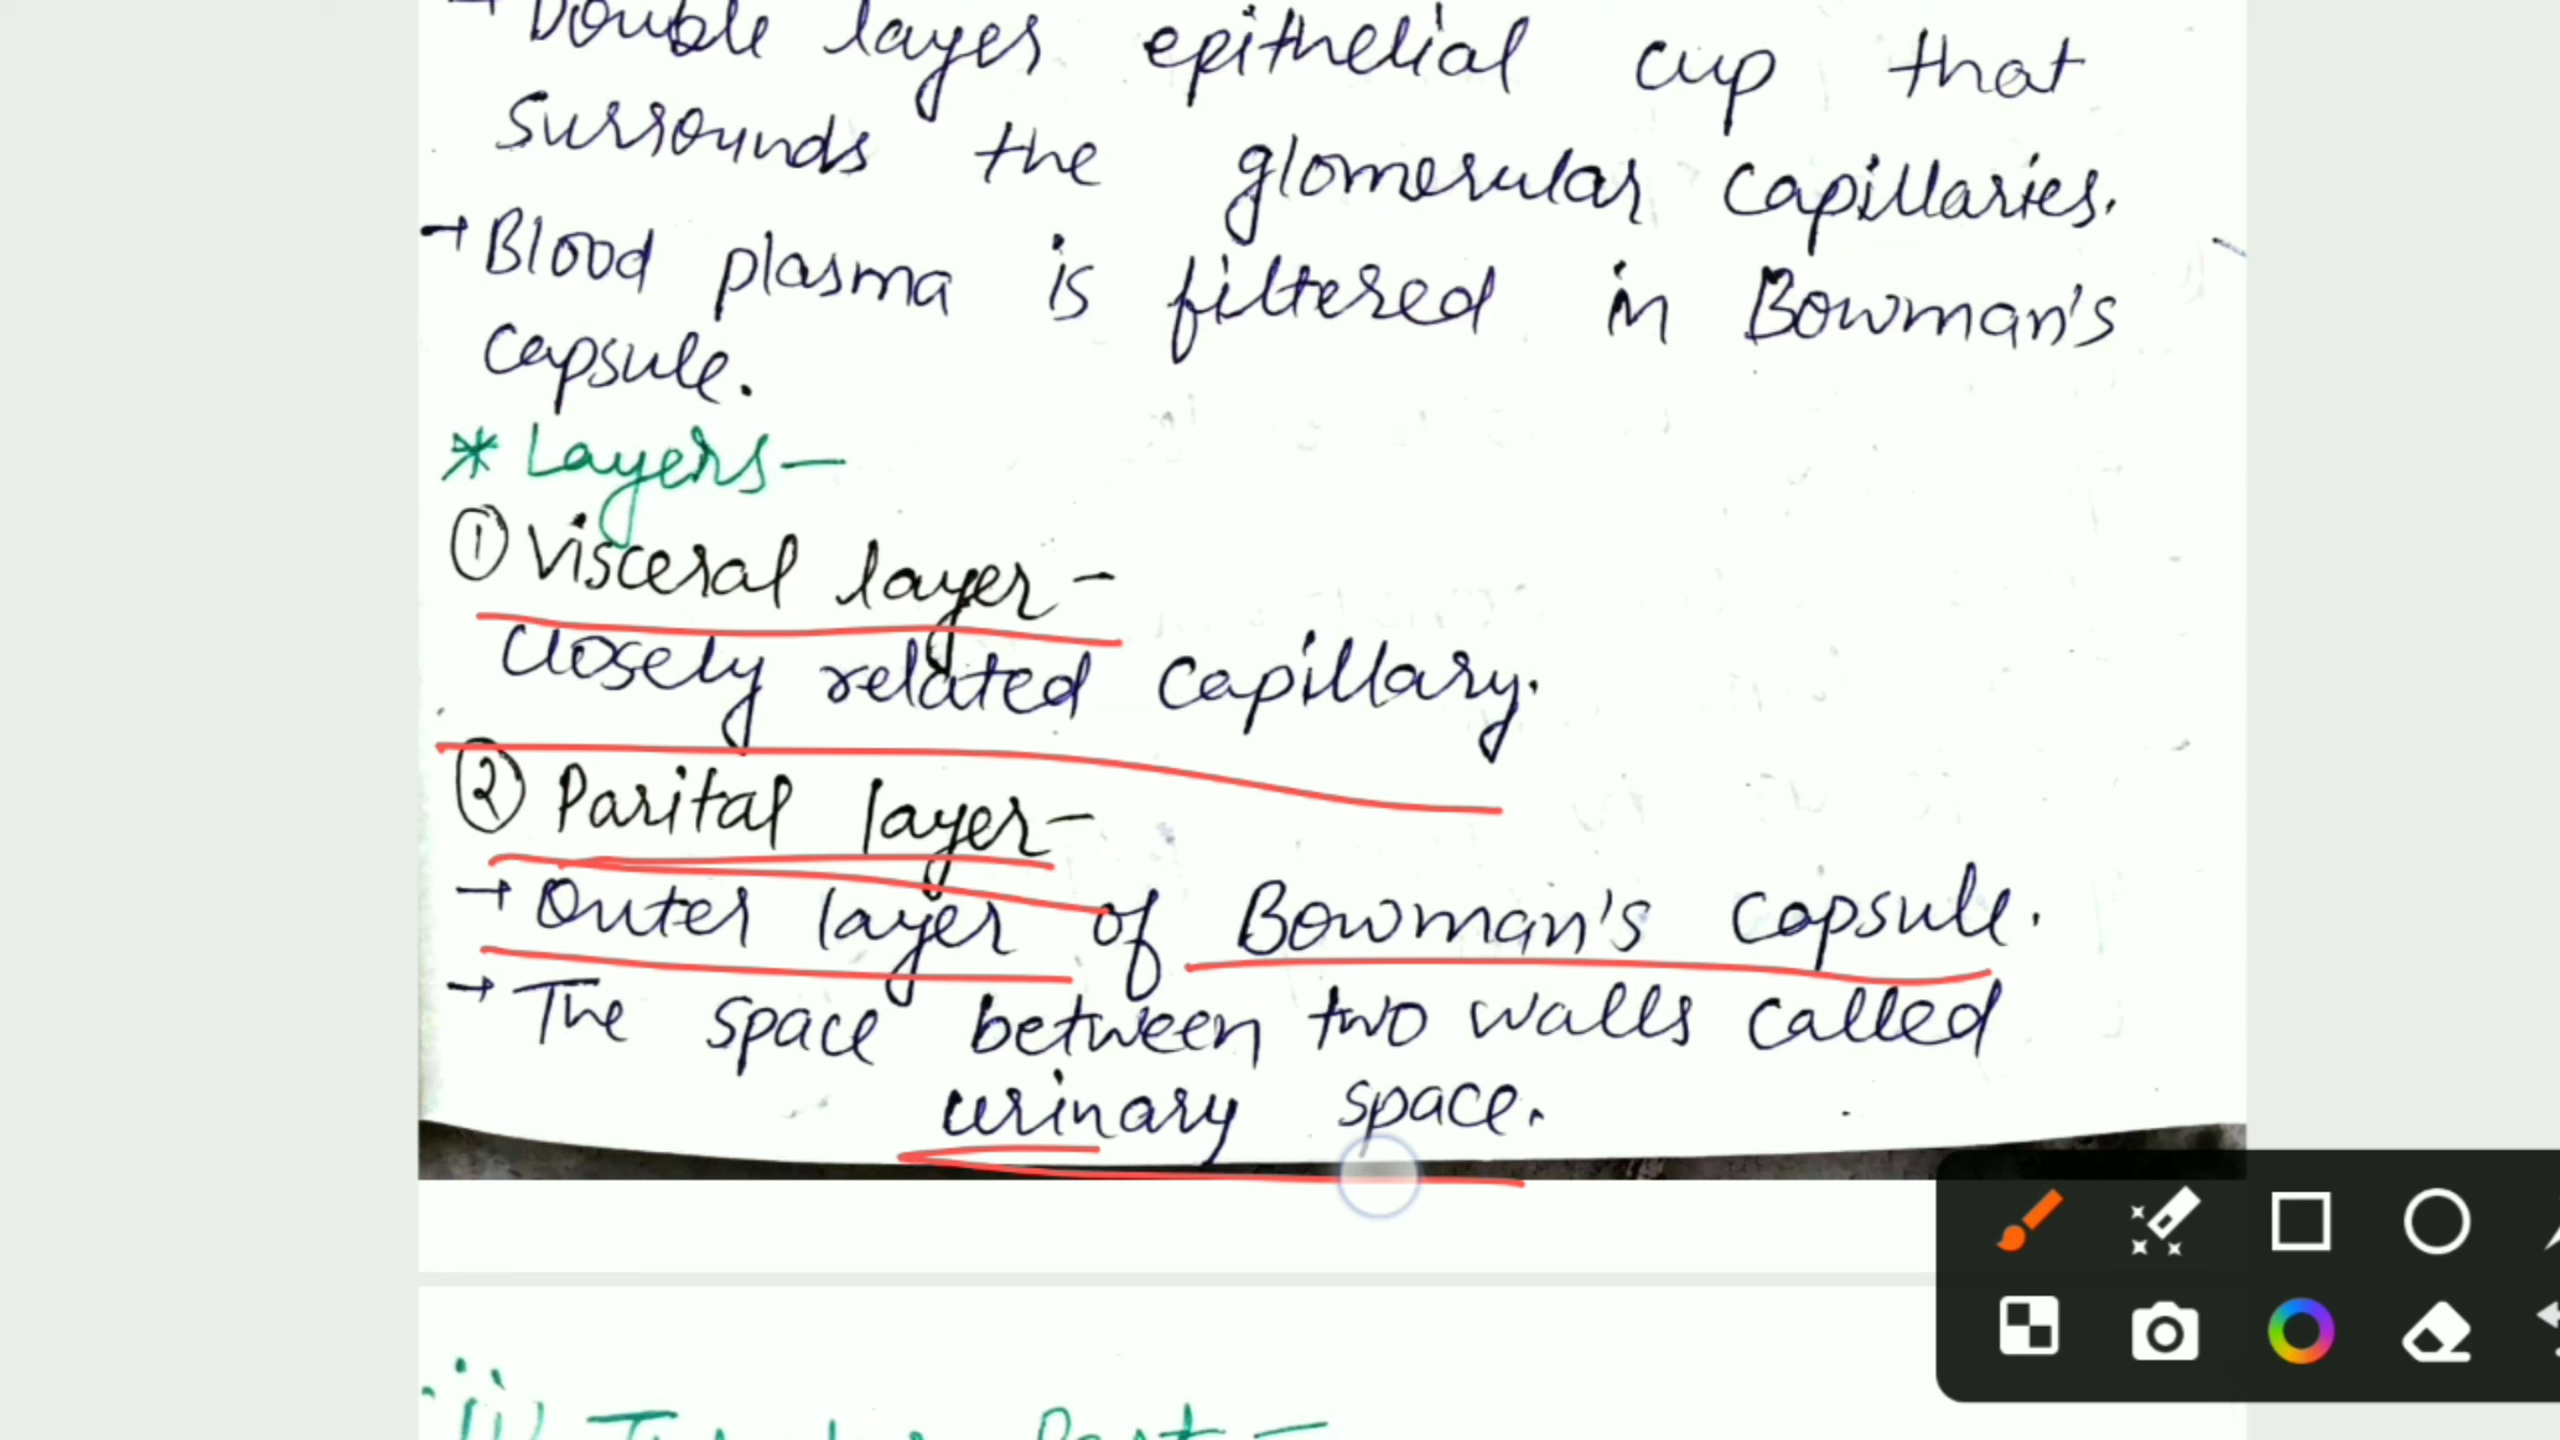 → Double layer epithelial cup that
surrounds the glomerular capillaries.
→ Blood plasma is filtered in Bowman's
capsule.
* Layers—
① Visceral layer-
Closely related capillary.
② Parital layer-
→ Outer layer of Bowman's capsule.
→ The space between two walls called
urinary space.
Part —